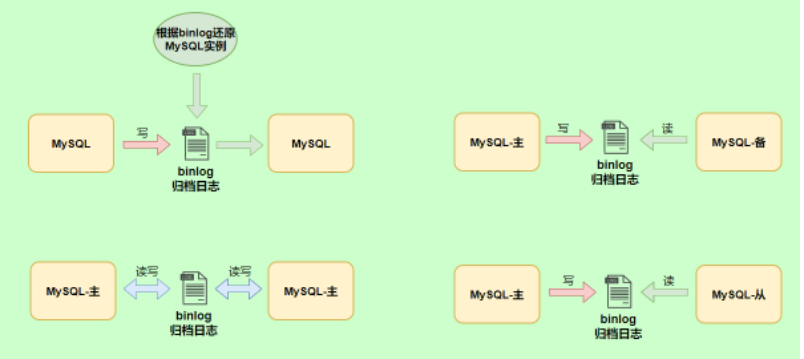 根据binlog还原
MySQL实例
MySQL
写
binlog
归档日志
MySQL
MySQL-主
写
binlog
归档日志
读
MySQL-备
MySQL-主
读写
binlog
归档日志
读写
MySQL-主
MySQL-主
写
binlog
归档日志
读
MySQL-从